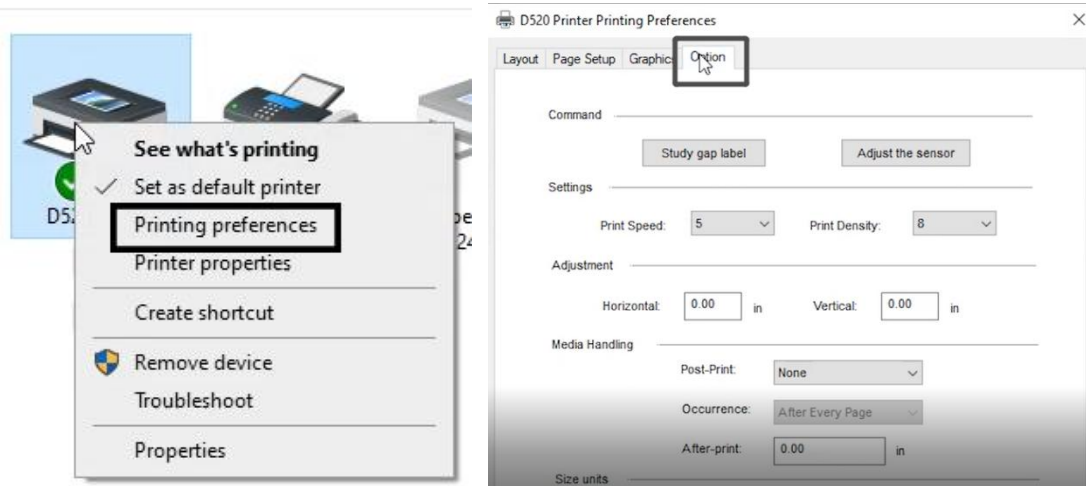 See what's printing
Set as default printer
Printing preferences
Printer properties
Create shortcut
Remove device
Troubleshoot
Properties
D520 Printer Printing Preferences
Layout Page Setup Graphics Option
Command
Study gap label Adjust the sensor
Settings
Print Speed: 5 Print Density: 8
Adjustment
Horizontal: 0.00 in Vertical: 0.00 in
Media Handling
Post-Print: None
Occurrence: After Every Page
After-print: 0.00 in
Size units